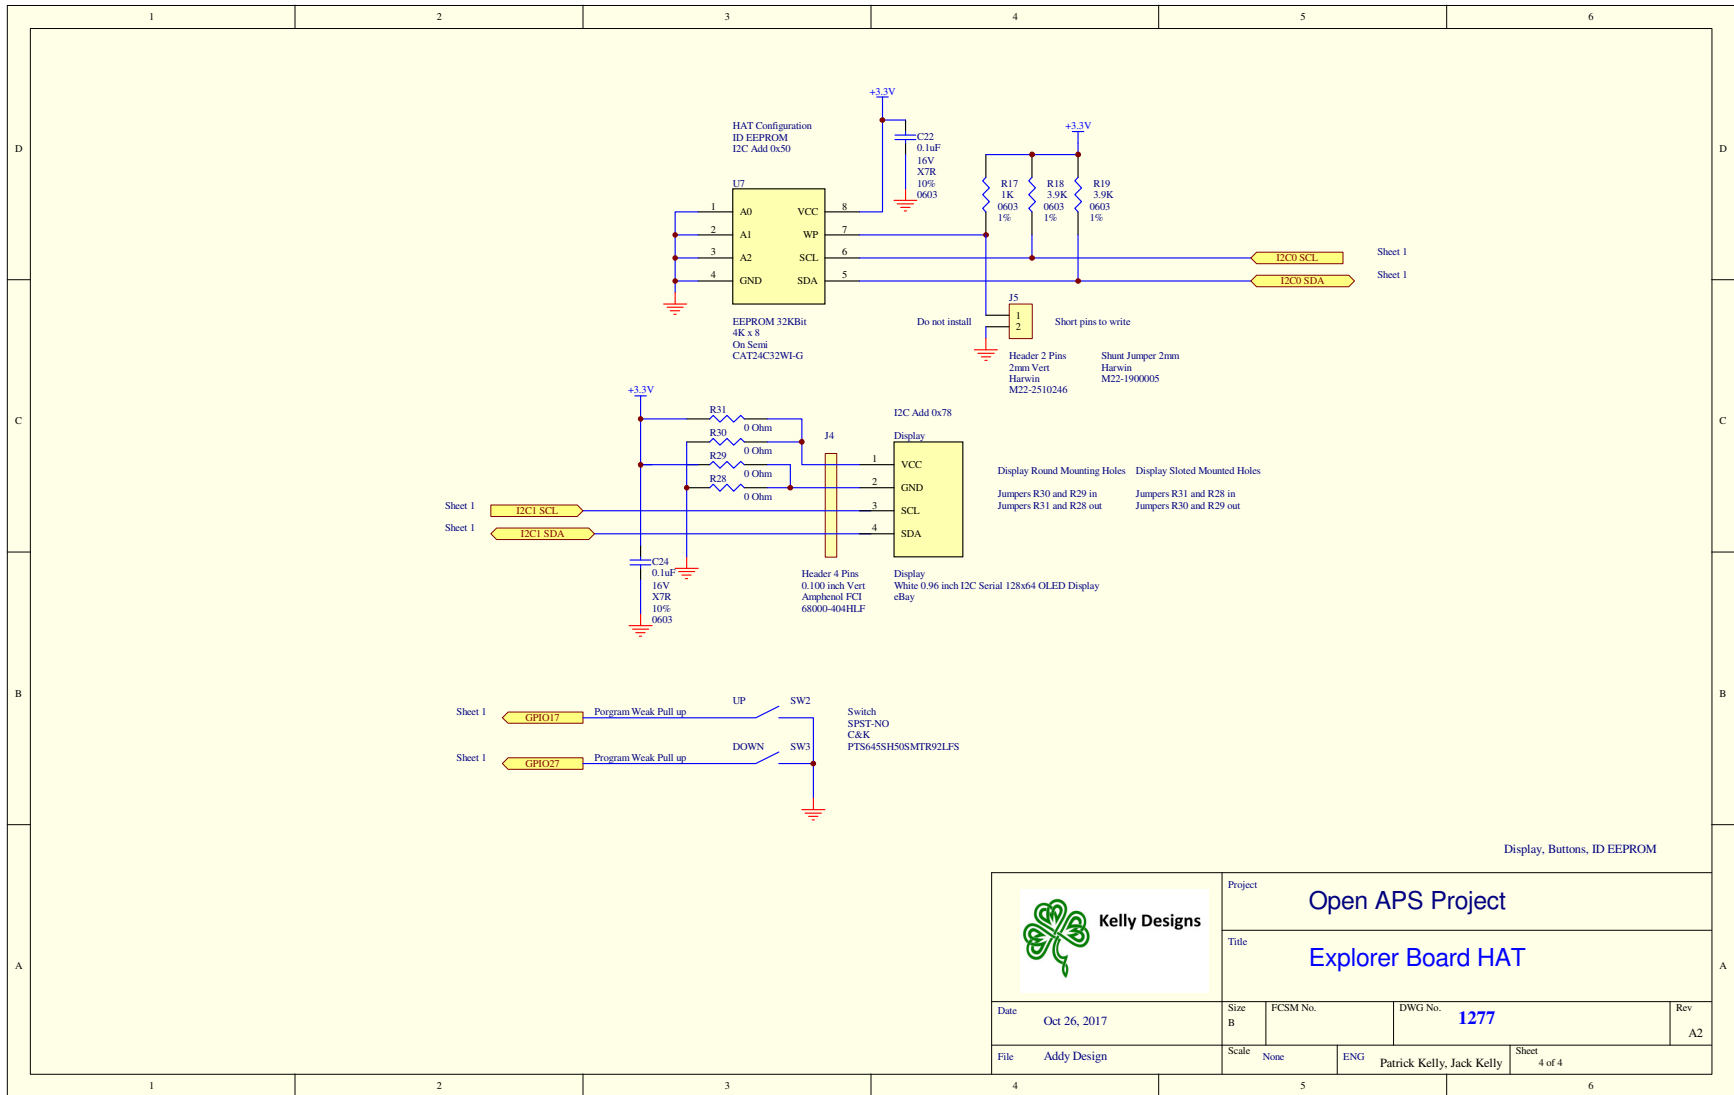 1 2 3 4 5 6
D
C
B
A
D
C
B
A
HAT Configuration
ID EEPROM
I2C Add 0x50
U7
1 A0
2 A1
3 A2
4 GND
VCC 8
WP 7
SCL 6
SDA 5
EEPROM 32KBit
4K x 8
On Semi
CAT24C32WI-G
+3.3V
C22
0.1uF
16V
X7R
10%
0603
+3.3V
R17
1K
0603
1%
R18
3.9K
0603
1%
R19
3.9K
0603
1%
I2C0 SCL Sheet 1
I2C0 SDA Sheet 1
J5
1
2
Do not install
Short pins to write
Header 2 Pins
2mm Vert
Harwin
M22-2510246
Shunt Jumper 2mm
Harwin
M22-1900005
+3.3V
R31
0 Ohm
R30
0 Ohm
R29
0 Ohm
R28
0 Ohm
J4
I2C Add 0x78
Display
1 VCC
2 GND
3 SCL
4 SDA
Display Round Mounting Holes
Jumpers R30 and R29 in
Jumpers R31 and R28 out
Display Sloted Mounted Holes
Jumpers R31 and R28 in
Jumpers R30 and R29 out
Sheet 1 I2C1 SCL
Sheet 1 I2C1 SDA
C24
0.1uF
16V
X7R
10%
0603
Header 4 Pins
0.100 inch Vert
Amphenol FCI
68000-404HLF
Display
White 0.96 inch I2C Serial 128x64 OLED Display
eBay
Sheet 1 GPIO17 Porgram Weak Pull up UP SW2
Sheet 1 GPIO27 Program Weak Pull up DOWN SW3
Switch
SPST-NO
C&K
PTS645SH50SMTR92LFS
Display, Buttons, ID EEPROM
Kelly Designs
Project
Open APS Project
Title
Explorer Board HAT
Date
Oct 26, 2017
Size
B
FCSM No.
DWG No.
1277
Rev
A2
File Addy Design
Scale None
ENG Patrick Kelly, Jack Kelly
Sheet
4 of 4
1 2 3 4 5 6